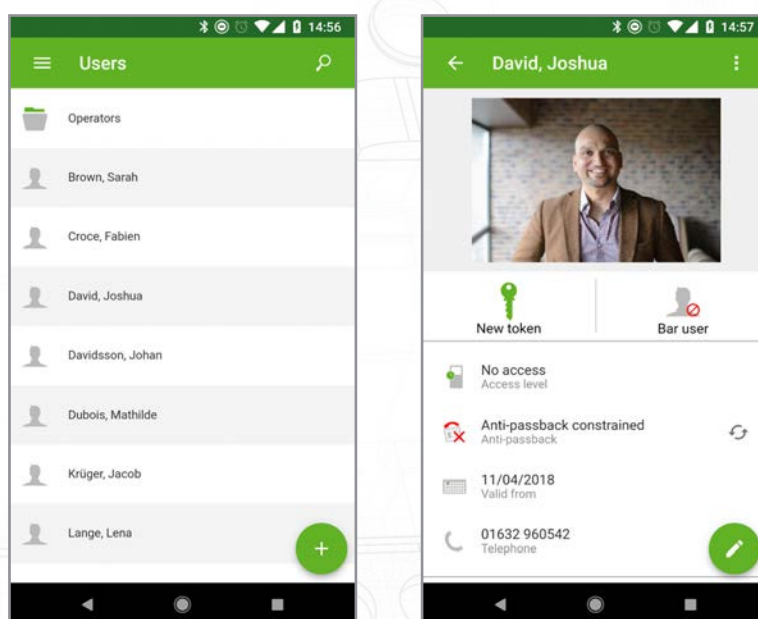 14:56
Users
Operators
Brown, Sarah
Croce, Fabien
David, Joshua
Davidsson, Johan
Dubois, Mathilde
Krüger, Jacob
Lange, Lena
14:57
David, Joshua
New token
Bar user
No access
Access level
Anti-passback constrained
Anti-passback
11/04/2018
Valid from
01632 960542
Telephone